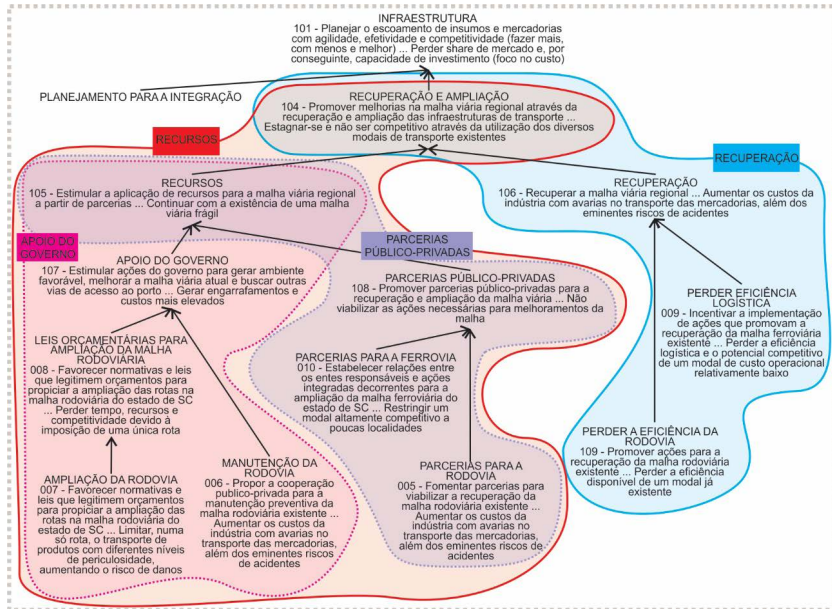 INFRAESTRUTURA
101 - Planejar o escoamento de insumos e mercadorias
com agilidade, efetividade e competitividade (fazer mais,
com menos e melhor) ... Perder share de mercado e, por
conseguinte, capacidade de investimento (foco no custo)
PLANEJAMENTO PARA A INTEGRAÇÃO
RECUPERAÇÃO E AMPLIAÇÃO
104 - Promover melhorias na malha viária regional através da
recuperação e ampliação das infraestruturas de transporte ...
Estagnar-se e não ser competitivo através da utilização dos diversos
modais de transporte existentes
RECURSOS
RECUPERAÇÃO
RECURSOS
105 - Estimular a aplicação de recursos para a malha viária regional
a partir de parcerias ... Continuar com a existência de uma malha
viária frágil
RECUPERAÇÃO
106 - Recuperar a malha viária regional ... Aumentar os custos da
indústria com avarias no transporte das mercadorias, além dos
eminentes riscos de acidentes
APOIO DO
GOVERNO
PARCERIAS
PÚBLICO-PRIVADAS
APOIO DO GOVERNO
107 - Estimular ações do governo para gerar ambiente
favorável, melhorar a malha viária atual e buscar outras
vias de acesso ao porto ... Gerar engarrafamentos e
custos mais elevados
PARCERIAS PÚBLICO-PRIVADAS
108 - Promover parcerias público-privadas para a
recuperação e ampliação da malha viária ... Não
viabilizar as ações necessárias para melhoramentos da
malha
PERDER EFICIÊNCIA
LOGÍSTICA
009 - Incentivar a implementação
de ações que promovam a
recuperação da malha ferroviária
existente ... Perder a eficiência
logística e o potencial competitivo
de um modal de custo operacional
relativamente baixo
LEIS ORÇAMENTÁRIAS PARA
AMPLIAÇÃO DA MALHA
RODOVIÁRIA
008 - Favorecer normativas e leis
que legitimem orçamentos para
propiciar a ampliação das rotas na
malha rodoviária do estado de SC
... Perder tempo, recursos e
competitividade devido à
imposição de uma única rota
PARCERIAS PARA A FERROVIA
010 - Estabelecer relações entre
os entes responsáveis e ações
integradas decorrentes para a
ampliação da malha ferroviária do
estado de SC ... Restringir um
modal altamente competitivo a
poucas localidades
PERDER A EFICIÊNCIA DA
RODOVIA
109 - Promover ações para a
recuperação da malha rodoviária
existente ... Perder a eficiência
disponível de um modal já
existente
AMPLIAÇÃO DA RODOVIA
007 - Favorecer normativas e
leis que legitimem orçamentos
para propiciar a ampliação das
rotas na malha rodoviária do
estado de SC ... Limitar, numa
só rota, o transporte de
produtos com diferentes níveis
de periculosidade,
aumentando o risco de danos
MANUTENÇÃO DA
RODOVIA
006 - Propor a cooperação
publico-privada para a
manutenção preventiva da
malha rodoviária existente ...
Aumentar os custos da
indústria com avarias no
transporte das mercadorias,
além dos eminentes riscos
de acidentes
PARCERIAS PARA A
RODOVIA
005 - Fomentar parcerias para
viabilizar a recuperação da
malha rodoviária existente ...
Aumentar os custos da
indústria com avarias no
transporte das mercadorias,
além dos eminentes riscos de
acidentes